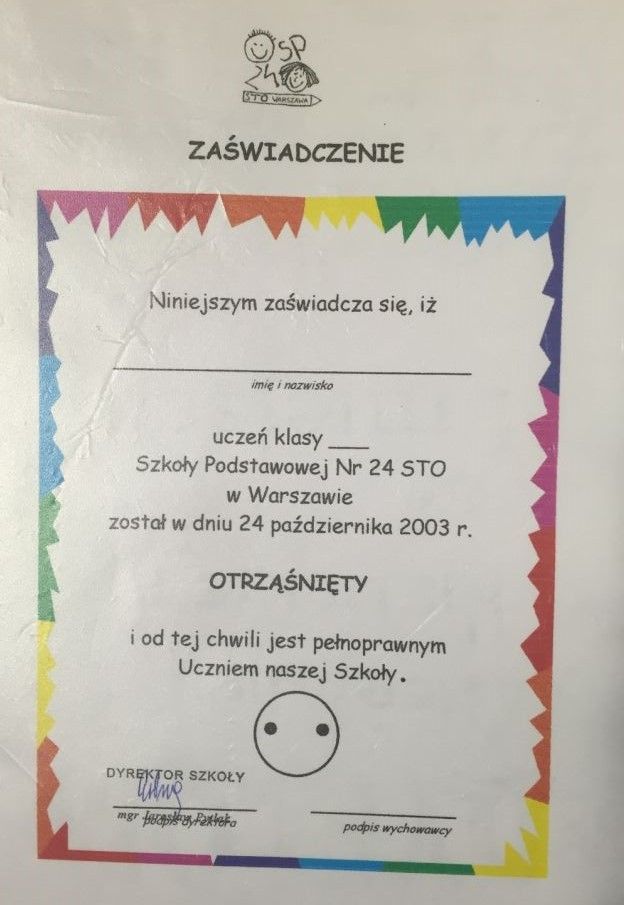 SP
24
STO WARSZAWA
ZAŚWIADCZENIE
Niniejszym zaświadcza się, iż
imię i nazwisko
uczeń klasy ___
Szkoły Podstawowej Nr 24 STO
w Warszawie
został w dniu 24 października 2003 r.
OTRZĄŚNIĘTY
i od tej chwili jest pełnoprawnym
Uczniem naszej Szkoły.
DYREKTOR SZKOŁY
mgr Jarosław Pytlak
podpis dyrektora
podpis wychowawcy